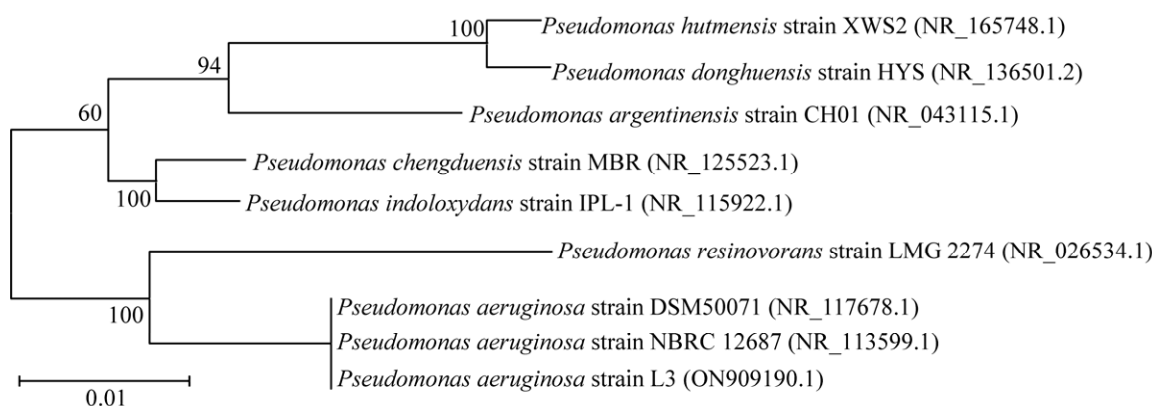 100
Pseudomonas hutmensis strain XWS2 (NR_165748.1)
94
Pseudomonas donghuensis strain HYS (NR_136501.2)
60
Pseudomonas argentinensis strain CH01 (NR_043115.1)
Pseudomonas chengduensis strain MBR (NR_125523.1)
100
Pseudomonas indoloxydans strain IPL-1 (NR_115922.1)
Pseudomonas resinovorans strain LMG 2274 (NR_026534.1)
100
Pseudomonas aeruginosa strain DSM50071 (NR_117678.1)
Pseudomonas aeruginosa strain NBRC 12687 (NR_113599.1)
Pseudomonas aeruginosa strain L3 (ON909190.1)
0.01